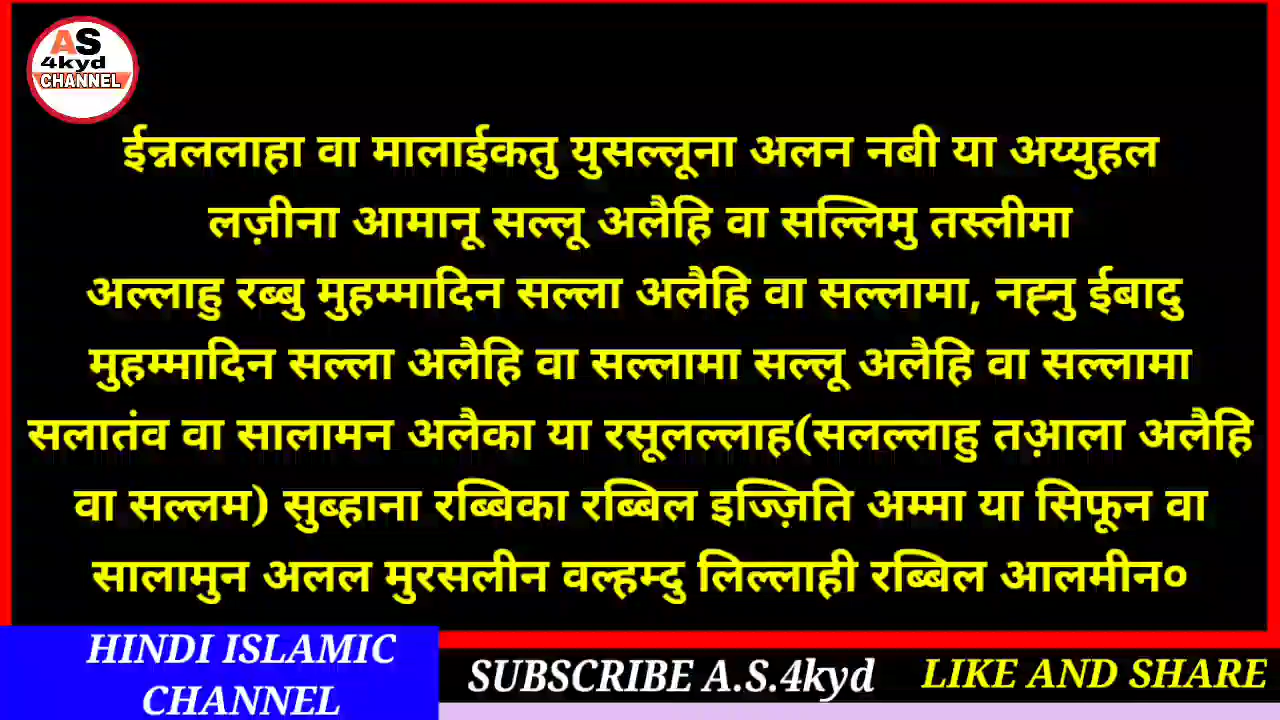 AS
4kyd
CHANNEL
ईन्नललाहा वा मालाईकतु युसल्लूना अलन नबी या अय्युहल
लज़ीना आमानू सल्लू अलैहि वा सल्लिमु तस्लीमा
अल्लाहु रब्बु मुहम्मादिन सल्ला अलैहि वा सल्लामा, नह्नु ईबादु
मुहम्मादिन सल्ला अलैहि वा सल्लामा सल्लू अलैहि वा सल्लामा
सलातंव वा सालामन अलैका या रसूलल्लाह(सलल्लाहु तआ़ला अलैहि
वा सल्लम) सुब्हाना रब्बिका रब्बिल इज्ज़िति अम्मा या सिफून वा
सालामुन अलल मुरसलीन वल्हम्दु लिल्लाही रब्बिल आलमीन०
HINDI ISLAMIC
CHANNEL
SUBSCRIBE A.S.4kyd
LIKE AND SHARE